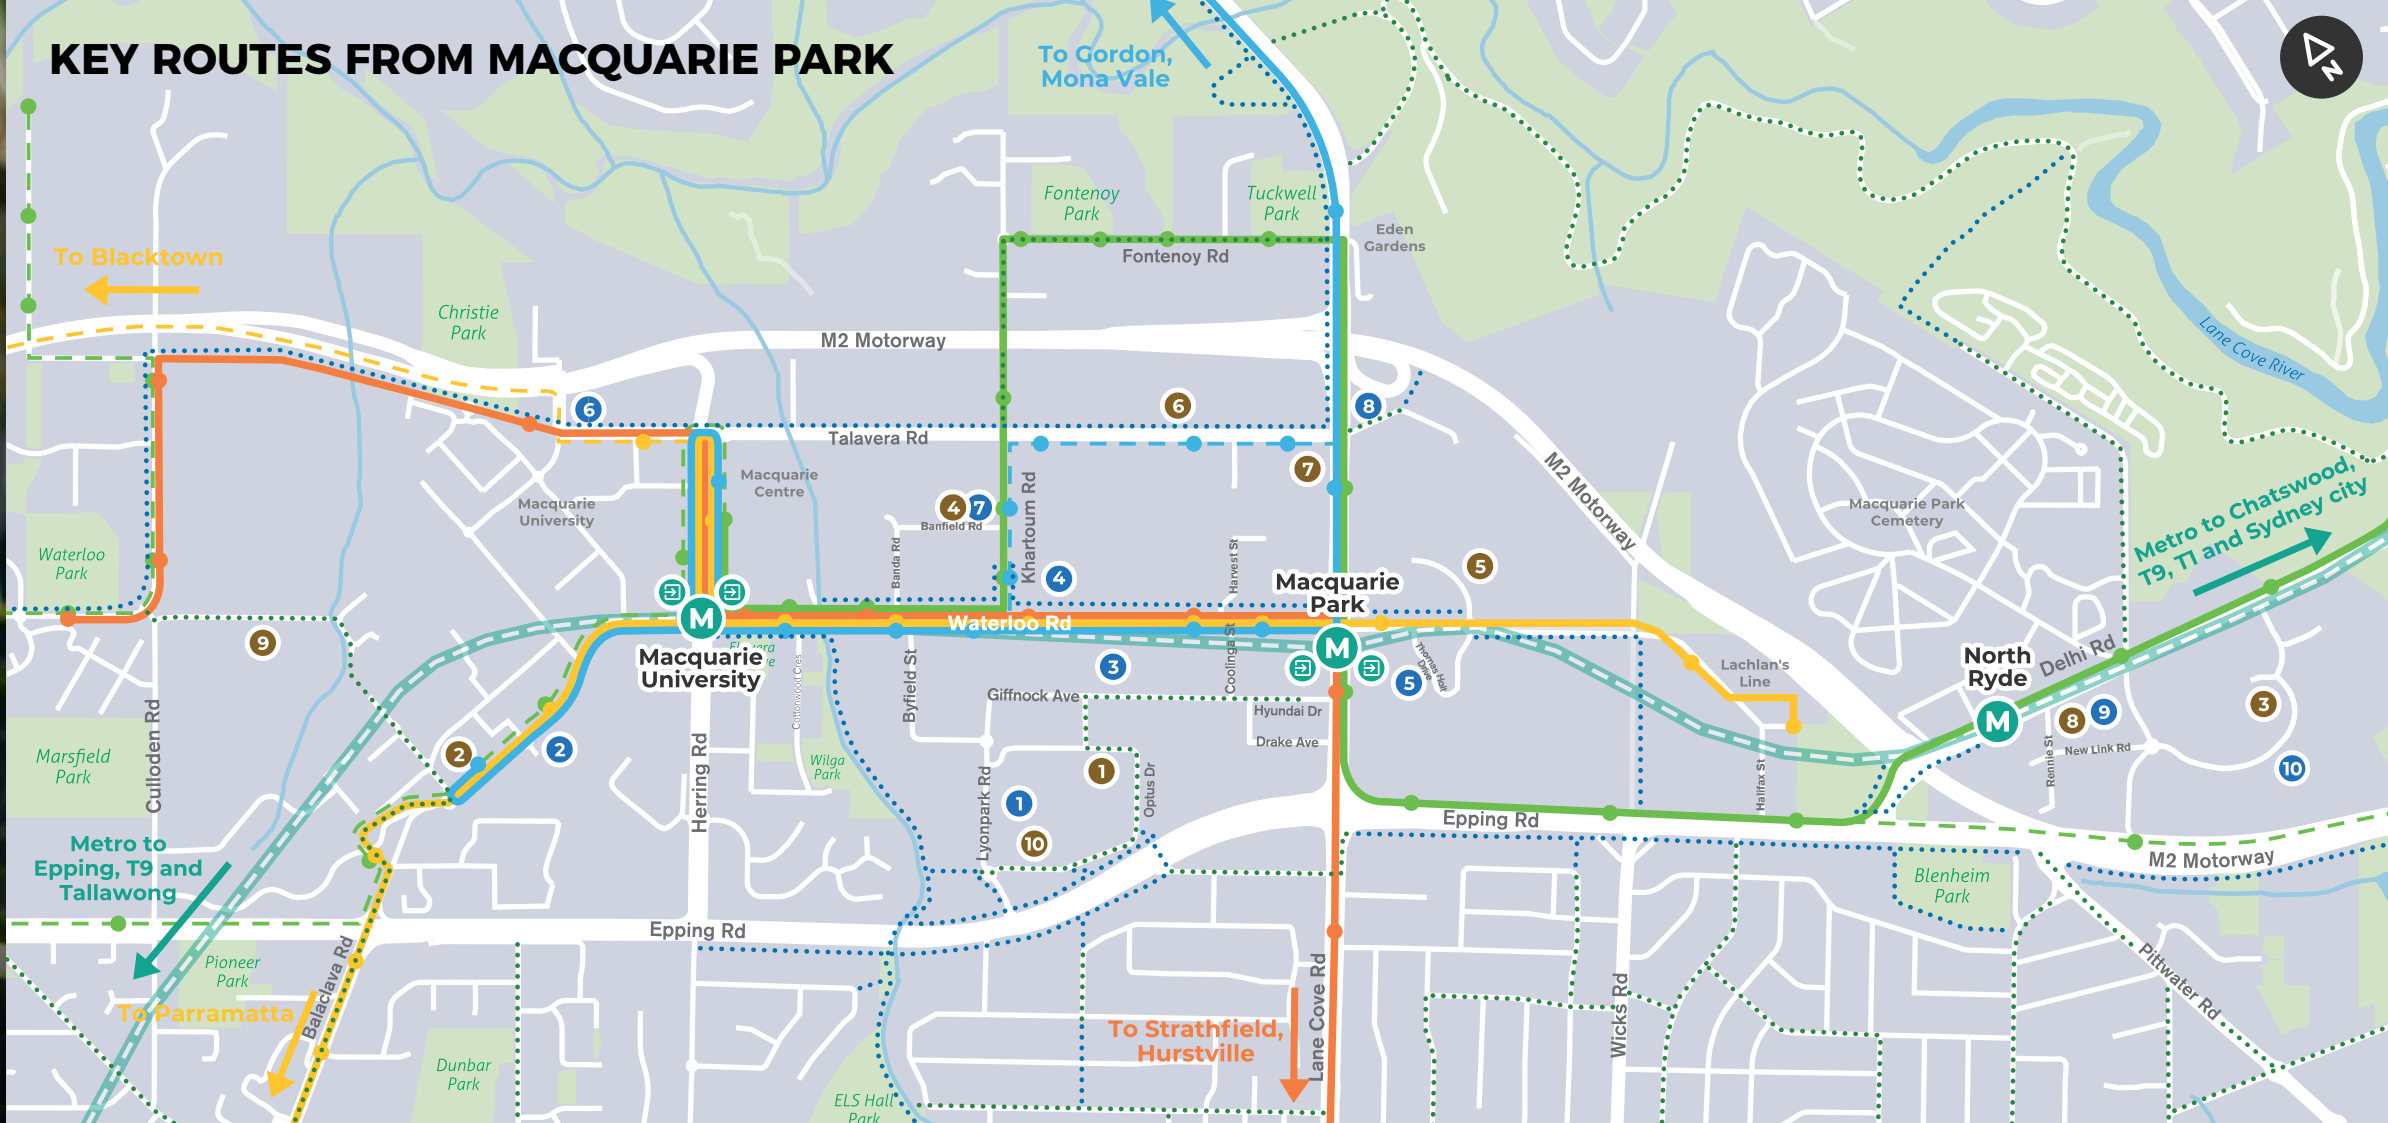 KEY ROUTES FROM MACQUARIE PARK
To Gordon,
Mona Vale
N
Fontenoy
Park
Tuckwell
Park
Eden
Gardens
Fontenoy Rd
To Blacktown
Christie
Park
M2 Motorway
Lane Cove River
6
6
8
Talavera Rd
7
Macquarie
Centre
Macquarie
University
4
7
Banfield Rd
Khartoum Rd
Banda Rd
Harvest St
M2 Motorway
Macquarie Park
Cemetery
Metro to Chatswood,
T9, T1 and Sydney city
Waterloo
Park
4
5
Macquarie
Park
M
Waterloo Rd
M
9
Macquarie
University
Cottonwood Cres
Byfield St
3
Coolinga St
5
Thomas Holt
Drive
Lachlan's
Line
North
Ryde
M
Delhi Rd
Giffnock Ave
Hyundai Dr
Drake Ave
8
9
3
New Link Rd
Rennie St
10
Culloden Rd
Marsfield
Park
2
2
Herring Rd
Wilga
Park
Lyonpark Rd
1
1
10
Optus Dr
Halifax St
Epping Rd
M2 Motorway
Metro to
Epping, T9 and
Tallawong
Blenheim
Park
Epping Rd
Pioneer
Park
Balaclava Rd
To Parramatta
Dunbar
Park
ELS Hall
Park
To Strathfield,
Hurstville
Lane Cove Rd
Wicks Rd
Pittwater Rd